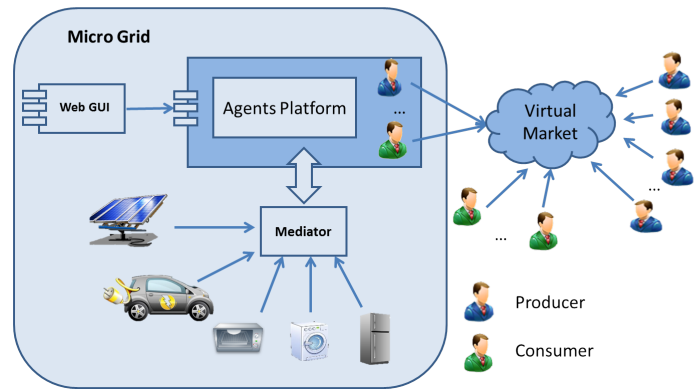 Micro Grid
Web GUI
Agents Platform
...
Virtual
Market
...
...
Mediator
Producer
Consumer